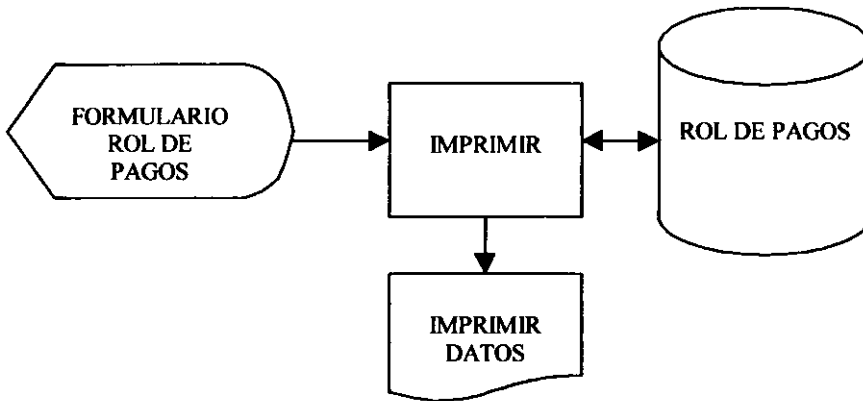 FORMULARIO
ROL DE
PAGOS
IMPRIMIR
ROL DE PAGOS
IMPRIMIR
DATOS